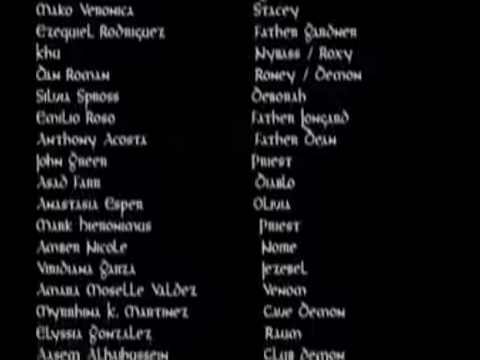 Mako Veronica Stacey
Ezequiel Rodriguez Father Gardner
Khu Nybass / Roxy
Dan Roman Roney / Demon
Silvia Spross Deborah
Emilio Roso Father Longard
Anthony Acosta Father Dean
John Green Priest
Asad Farr Diablo
Anastasia Esper Olivia
Mark Hieronimus Priest
Amber Nicole Nome
Viridiana Garza Jezebel
Amara Moselle Valdez Venom
Myrrhina K. Martinez Cave Demon
Elyssia Gonzalez Raum
Club Demon